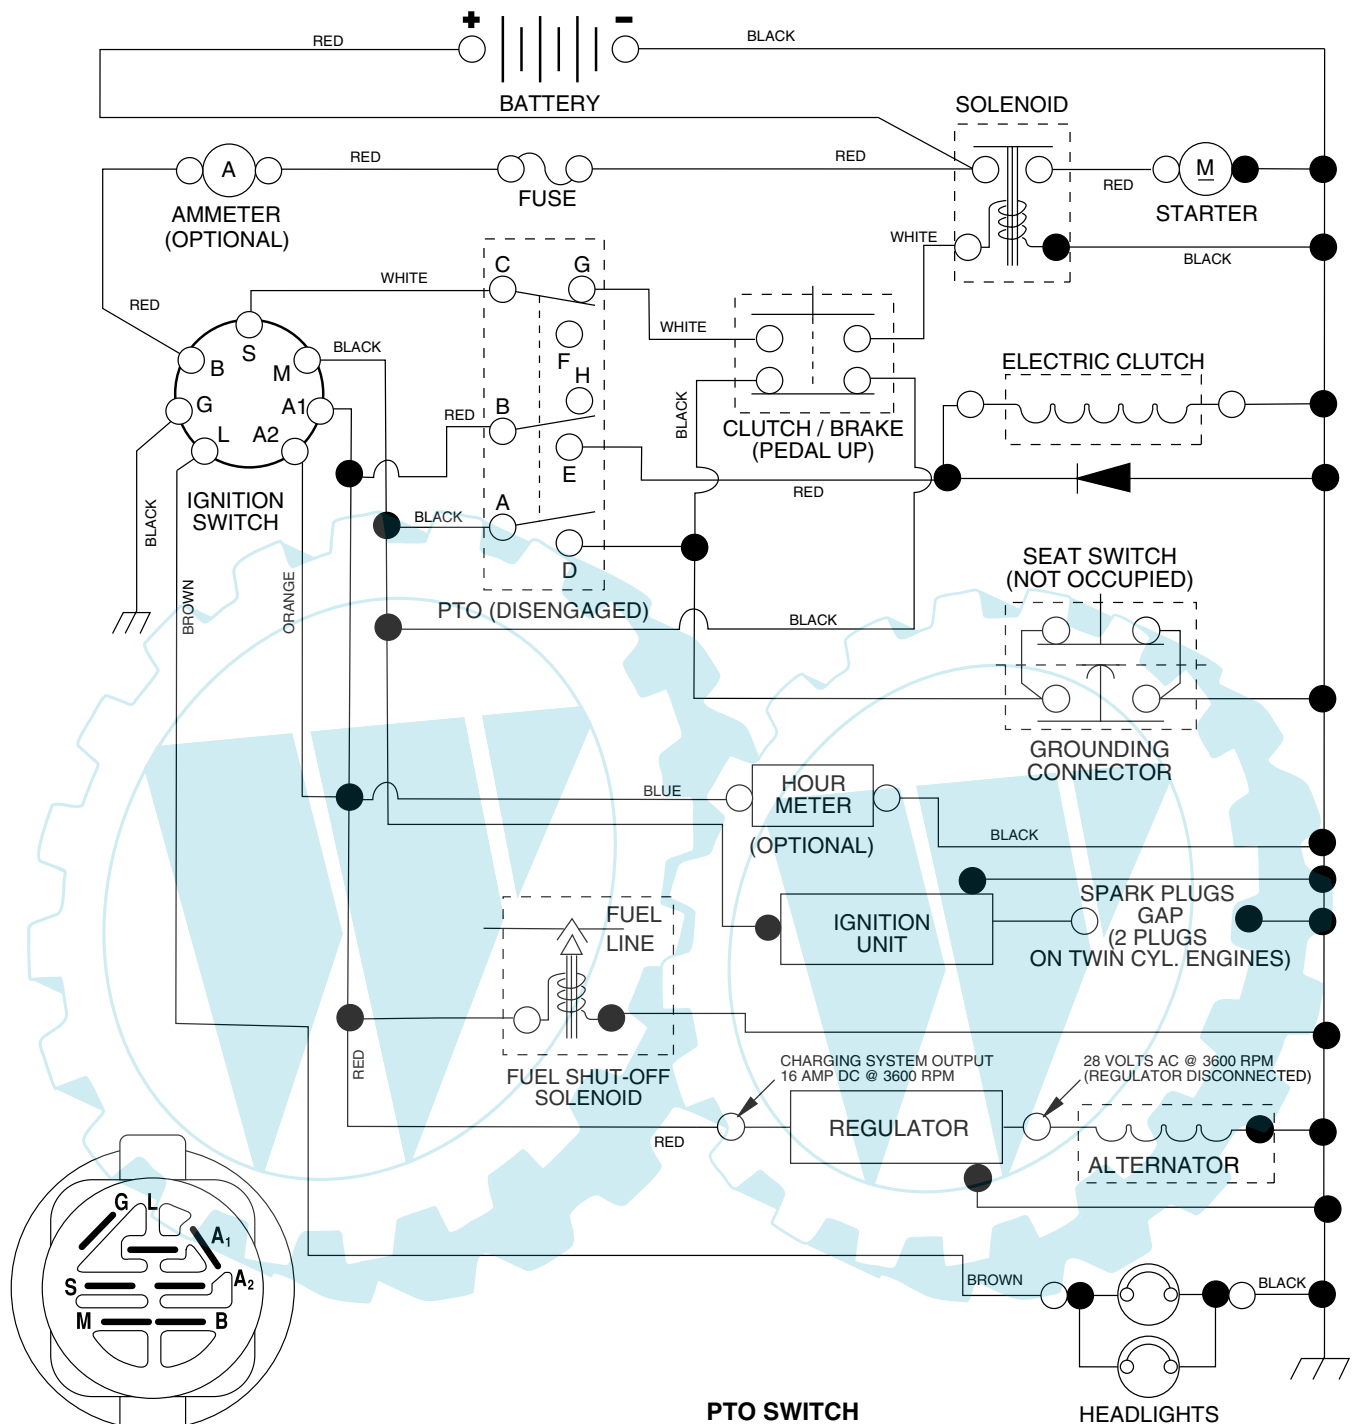 + −
RED
BLACK
BATTERY
SOLENOID
RED
RED
A
M
RED
FUSE
AMMETER
(OPTIONAL)
STARTER
WHITE
BLACK
C G
WHITE
RED
WHITE
BLACK
S
B
M
F
H
ELECTRIC CLUTCH
G
A1
B
RED
BLACK
CLUTCH / BRAKE
(PEDAL UP)
L
A2
E
RED
IGNITION
SWITCH
A
BLACK
BLACK
D
SEAT SWITCH
(NOT OCCUPIED)
BROWN
ORANGE
PTO (DISENGAGED)
BLACK
GROUNDING
CONNECTOR
BLUE
HOUR
METER
(OPTIONAL)
BLACK
FUEL
LINE
IGNITION
UNIT
SPARK PLUGS
GAP
(2 PLUGS
ON TWIN CYL. ENGINES)
RED
FUEL SHUT-OFF
SOLENOID
CHARGING SYSTEM OUTPUT
16 AMP DC @ 3600 RPM
28 VOLTS AC @ 3600 RPM
(REGULATOR DISCONNECTED)
RED
REGULATOR
ALTERNATOR
G L
A1
A2
S
M
B
BROWN
BLACK
HEADLIGHTS
PTO SWITCH